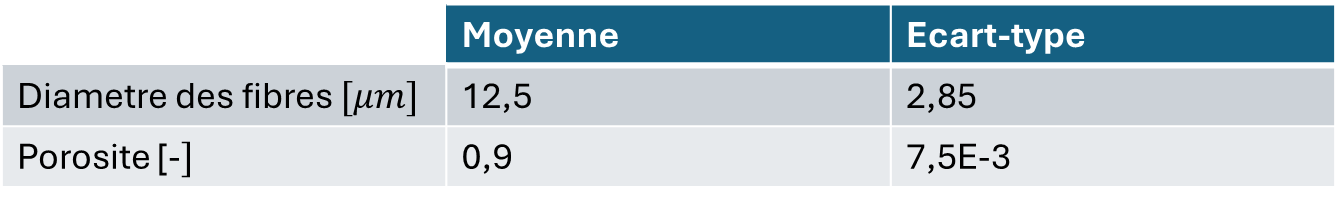 Moyenne Ecart-type
Diametre des fibres [μm] 12,5 2,85
Porosite [-] 0,9 7,5E-3